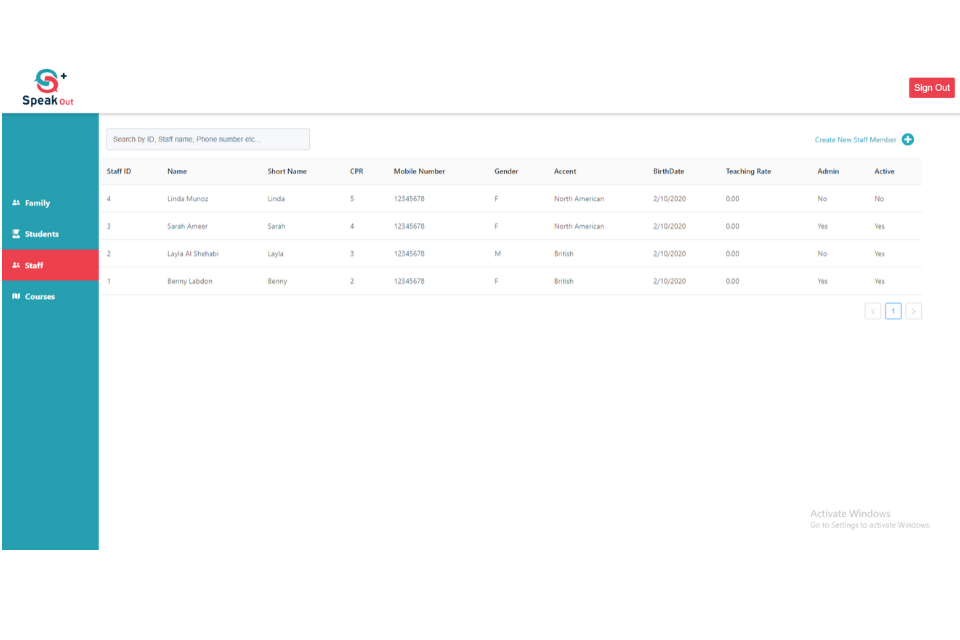 Speak Out
Sign Out
Search by ID, Staff name, Phone number etc...
Create New Staff Member
Staff ID Name Short Name CPR Mobile Number Gender Accent BirthDate Teaching Rate Admin Active
4 Linda Munoz Linda 5 12345678 F North American 2/10/2020 0.00 No No
3 Sarah Ameer Sarah 4 12345678 F North American 2/10/2020 0.00 Yes Yes
2 Layla Al Shehabi Layla 3 12345678 M British 2/10/2020 0.00 No Yes
1 Benny Labdon Benny 2 12345678 F British 2/10/2020 0.00 Yes Yes
< 1 >
Family
Students
Staff
Courses
Activate Windows
Go to Settings to activate Windows.